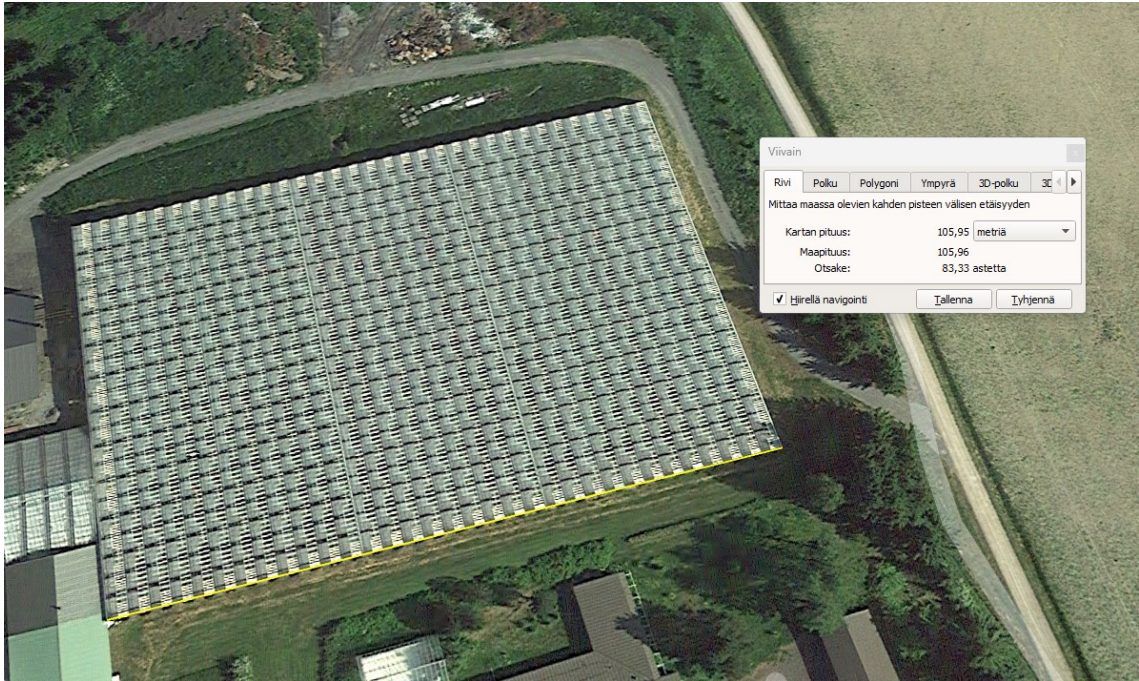 Viivain
Rivi Polku Polygoni Ympyrä 3D-polku 3D
Mittaa maassa olevien kahden pisteen välisen etäisyyden
Kartan pituus: 105,95 metriä
Maapituus: 105,96
Otsake: 83,33 astetta
Hiirellä navigointi Tallenna Tyhjennä